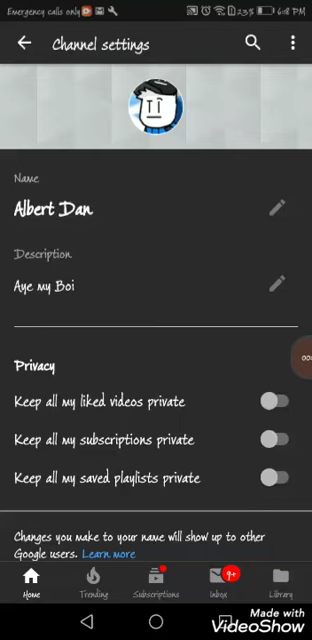 Emergency calls only
23% 6:18 PM
Channel settings
Name
Albert Dan
Description
Aye my Boi
Privacy
Keep all my liked videos private
Keep all my subscriptions private
Keep all my saved playlists private
Changes you make to your name will show up to other
Google users. Learn more
9+
Home Trending Subscriptions Inbox Library
Made with
VideoShow